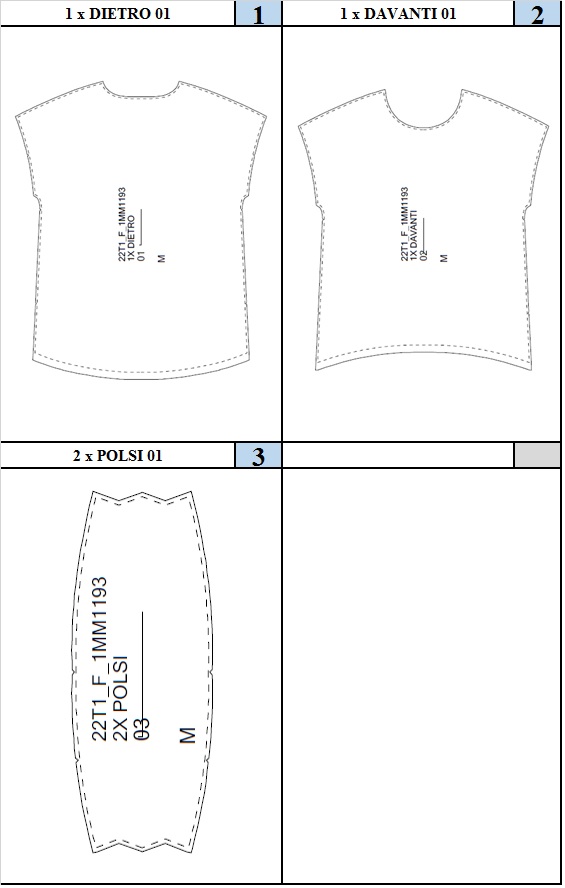 1 x DIETRO 01
1
1 x DAVANTI 01
2
22T1_F_1MM1193
1X DIETRO
01
M
22T1_F_1MM1193
1X DAVANTI
02
M
2 x POLSI 01
3
22T1_F_1MM1193
2X POLSI
03
M